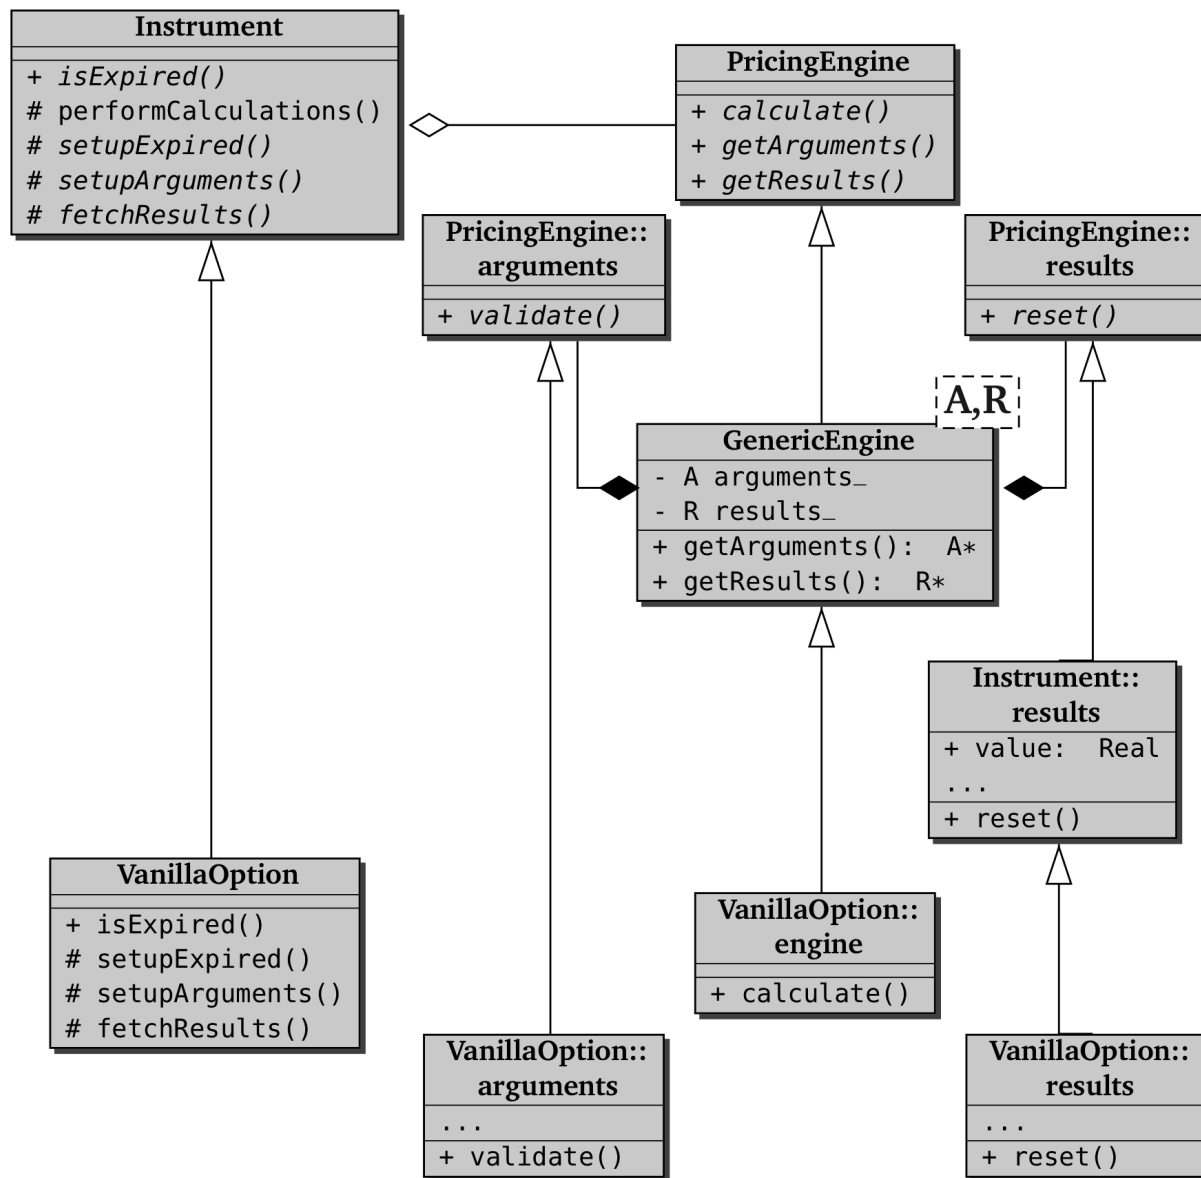 Instrument
+ isExpired()
# performCalculations()
# setupExpired()
# setupArguments()
# fetchResults()
PricingEngine
+ calculate()
+ getArguments()
+ getResults()
PricingEngine::
arguments
+ validate()
PricingEngine::
results
+ reset()
A,R
GenericEngine
- A arguments_
- R results_
+ getArguments():  A*
+ getResults():  R*
Instrument::
results
+ value:  Real
...
+ reset()
VanillaOption
+ isExpired()
# setupExpired()
# setupArguments()
# fetchResults()
VanillaOption::
engine
+ calculate()
VanillaOption::
arguments
...
+ validate()
VanillaOption::
results
...
+ reset()